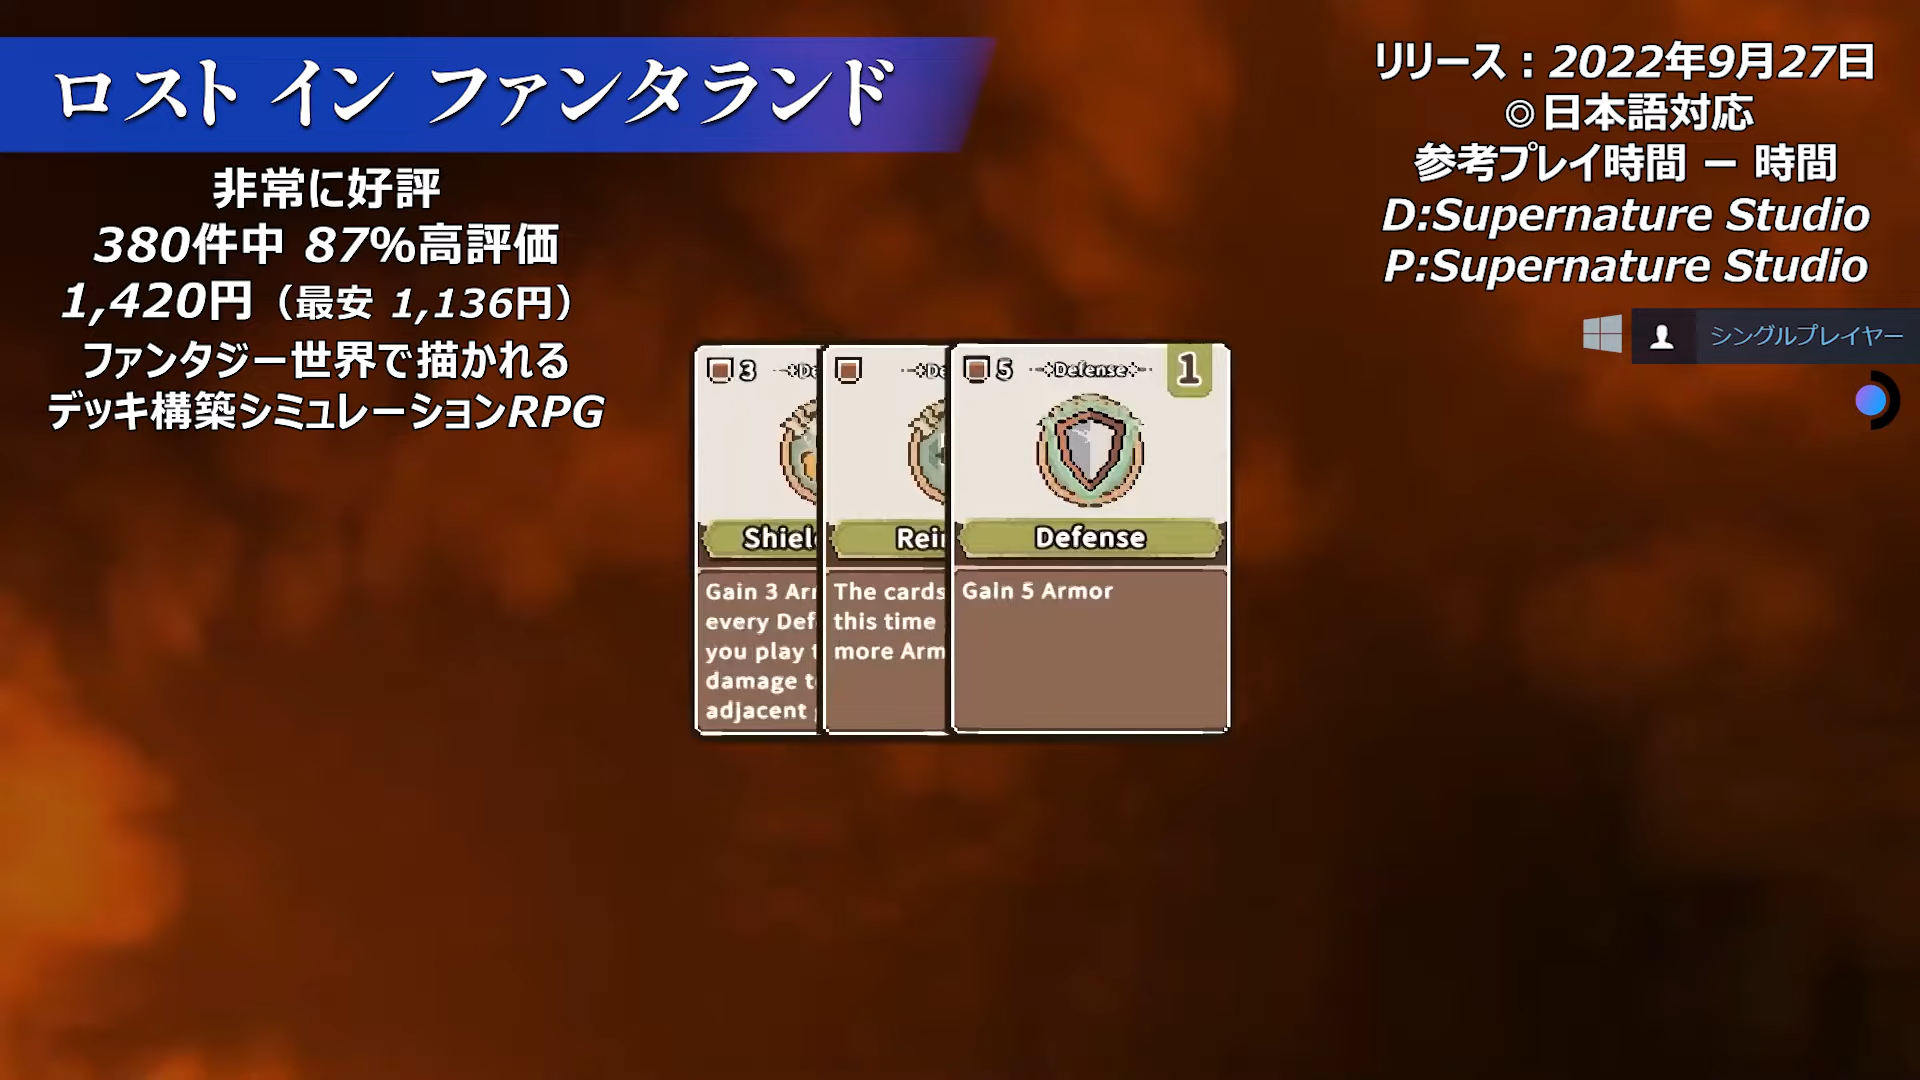 ロスト イン ファンタランド
非常に好評
380件中 87%高評価
1,420円（最安 1,136円）
ファンタジー世界で描かれる
デッキ構築シミュレーションRPG
リリース：2022年9月27日
◎日本語対応
参考プレイ時間 － 時間
D:Supernature Studio
P:Supernature Studio
シングルプレイヤー
3
Gain 3
every
you play
damage
adjacent
The cards
this time
more
5 Defense 1
Defense
Gain 5 Armor